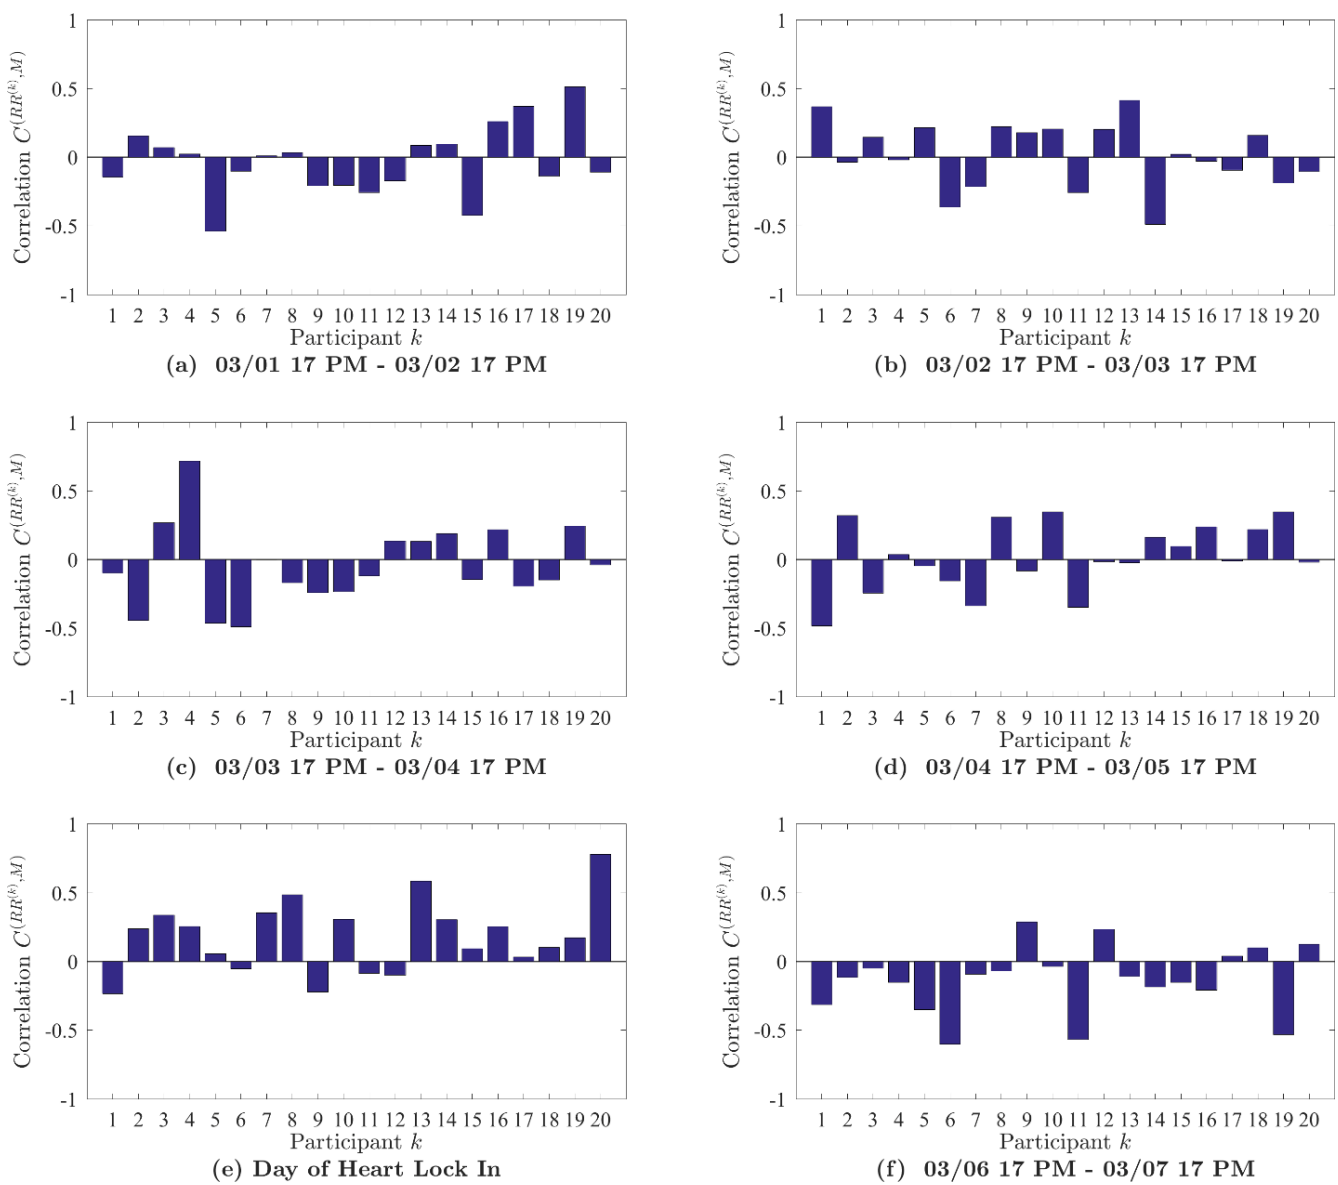 1
0.5
0
-0.5
-1
Correlation C^(RR^(k),M)
1 2 3 4 5 6 7 8 9 10 11 12 13 14 15 16 17 18 19 20
Participant k
(a) 03/01 17 PM - 03/02 17 PM
1
0.5
0
-0.5
-1
Correlation C^(RR^(k),M)
1 2 3 4 5 6 7 8 9 10 11 12 13 14 15 16 17 18 19 20
Participant k
(b) 03/02 17 PM - 03/03 17 PM
1
0.5
0
-0.5
-1
Correlation C^(RR^(k),M)
1 2 3 4 5 6 7 8 9 10 11 12 13 14 15 16 17 18 19 20
Participant k
(c) 03/03 17 PM - 03/04 17 PM
1
0.5
0
-0.5
-1
Correlation C^(RR^(k),M)
1 2 3 4 5 6 7 8 9 10 11 12 13 14 15 16 17 18 19 20
Participant k
(d) 03/04 17 PM - 03/05 17 PM
1
0.5
0
-0.5
-1
Correlation C^(RR^(k),M)
1 2 3 4 5 6 7 8 9 10 11 12 13 14 15 16 17 18 19 20
Participant k
(e) Day of Heart Lock In
1
0.5
0
-0.5
-1
Correlation C^(RR^(k),M)
1 2 3 4 5 6 7 8 9 10 11 12 13 14 15 16 17 18 19 20
Participant k
(f) 03/06 17 PM - 03/07 17 PM